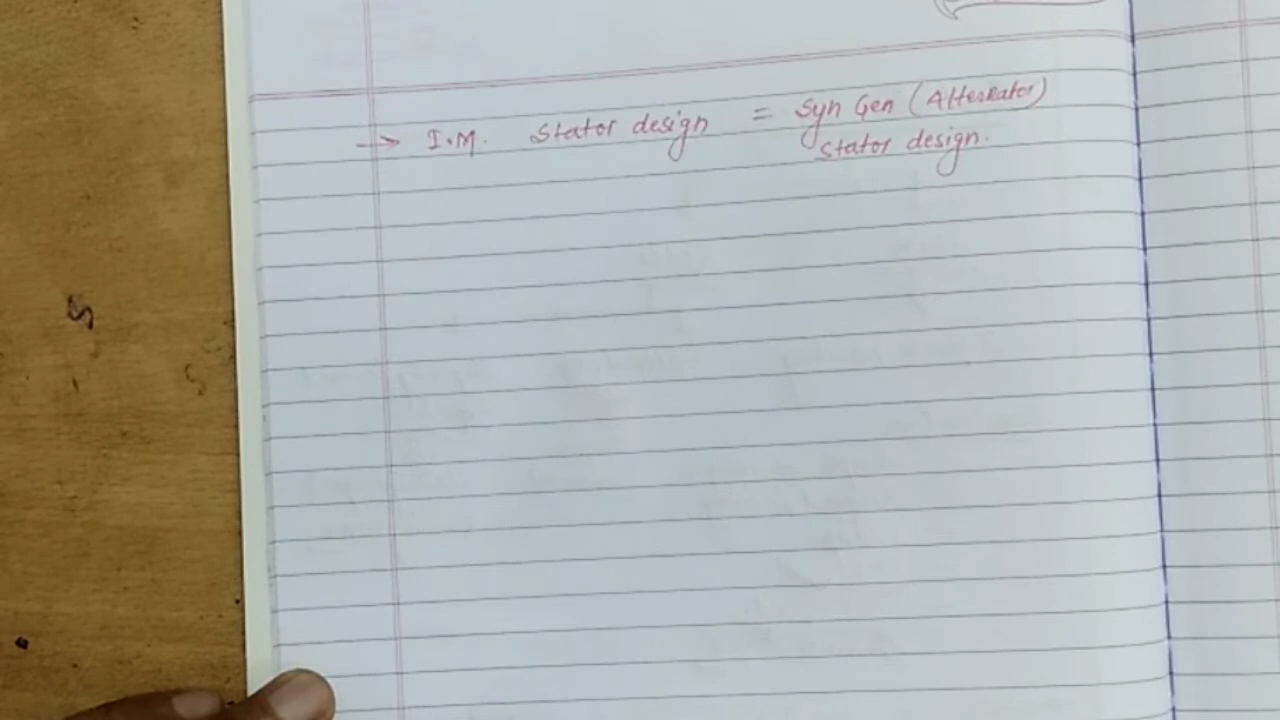 → I.M. Stator design = Syn Gen (Alternator)
Stator design.